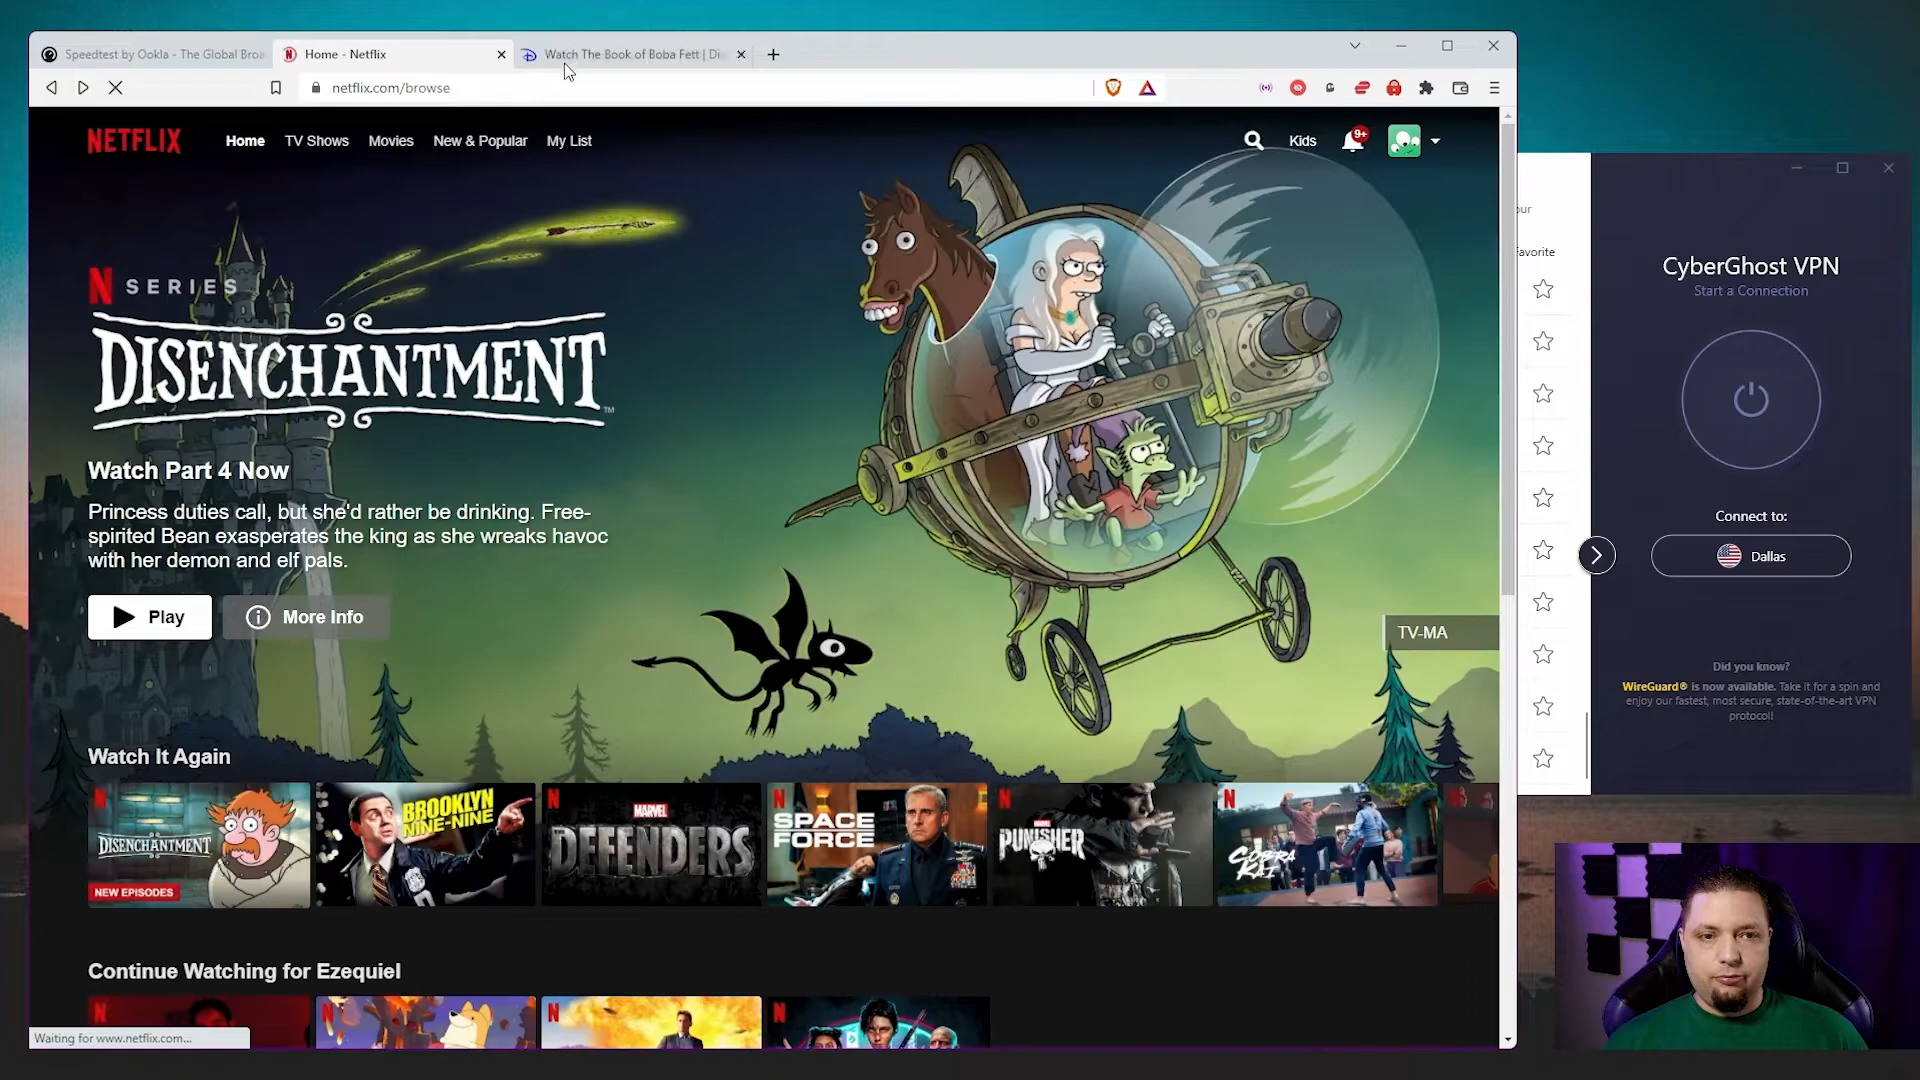 Speedtest by Ookla - The Global Broa
Home - Netflix
Watch The Book of Boba Fett | Di
netflix.com/browse
NETFLIX
Home
TV Shows
Movies
New & Popular
My List
Kids
9+
N SERIES
DISENCHANTMENT™
Watch Part 4 Now
Princess duties call, but she'd rather be drinking. Free-
spirited Bean exasperates the king as she wreaks havoc
with her demon and elf pals.
Play
More Info
TV-MA
Watch It Again
DISENCHANTMENT
NEW EPISODES
BROOKLYN
NINE-NINE
MARVEL
DEFENDERS
SPACE
FORCE
MARVEL
PUNISHER
COBRA
KAI
Continue Watching for Ezequiel
Waiting for www.netflix.com...
our
Favorite
CyberGhost VPN
Start a Connection
Connect to:
Dallas
Did you know?
WireGuard® is now available. Take it for a spin and
enjoy our fastest, most secure, state-of-the-art VPN
protocol!